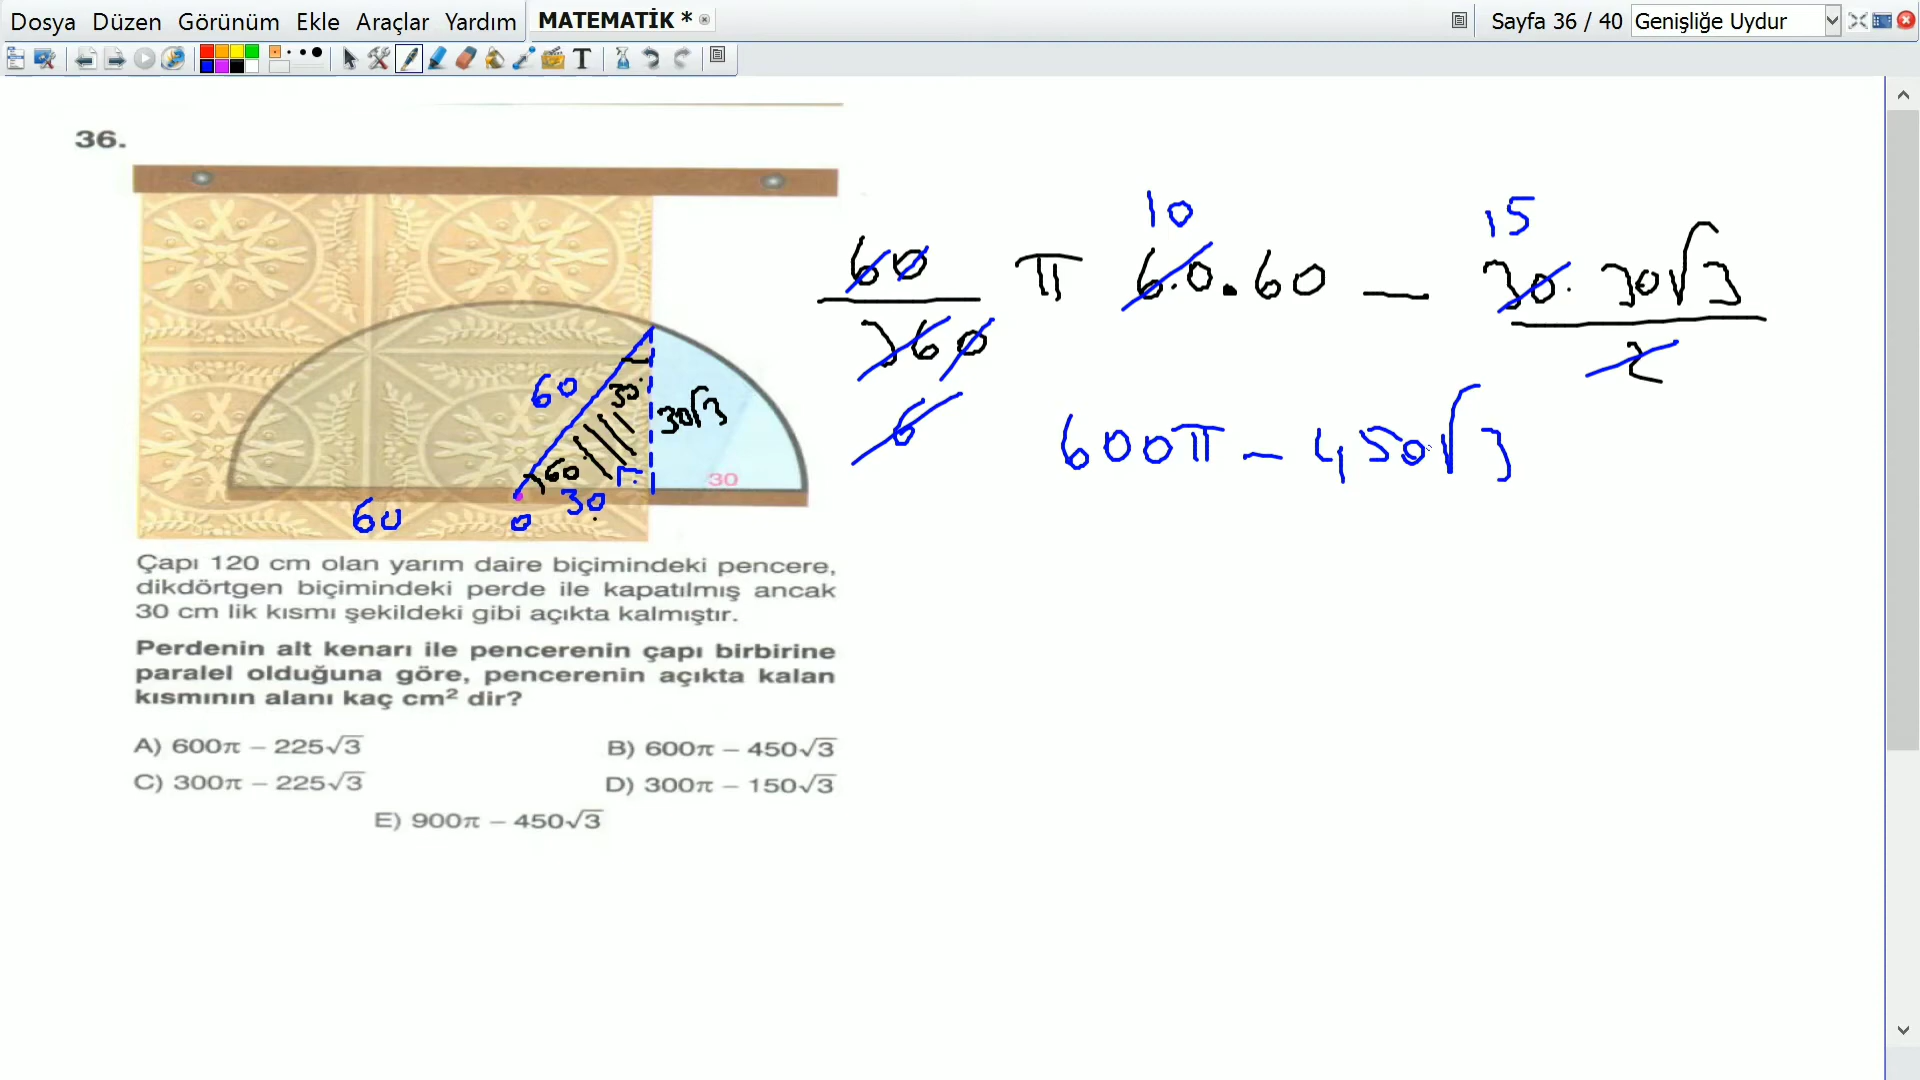 Dosya Düzen Görünüm Ekle Araçlar Yardım MATEMATİK * Sayfa 36 / 40 Genişliğe Uydur
36.
60
30
30√3
60
30
30
60
0
Çapı 120 cm olan yarım daire biçimindeki pencere,
dikdörtgen biçimindeki perde ile kapatılmış ancak
30 cm lik kısmı şekildeki gibi açıkta kalmıştır.
Perdenin alt kenarı ile pencerenin çapı birbirine
paralel olduğuna göre, pencerenin açıkta kalan
kısmının alanı kaç cm² dir?
A) 600π – 225√3 B) 600π – 450√3
C) 300π – 225√3 D) 300π – 150√3
E) 900π – 450√3
10 15
60 π 60.60 — 30. 30√3
360 2
6 600π – 450√3